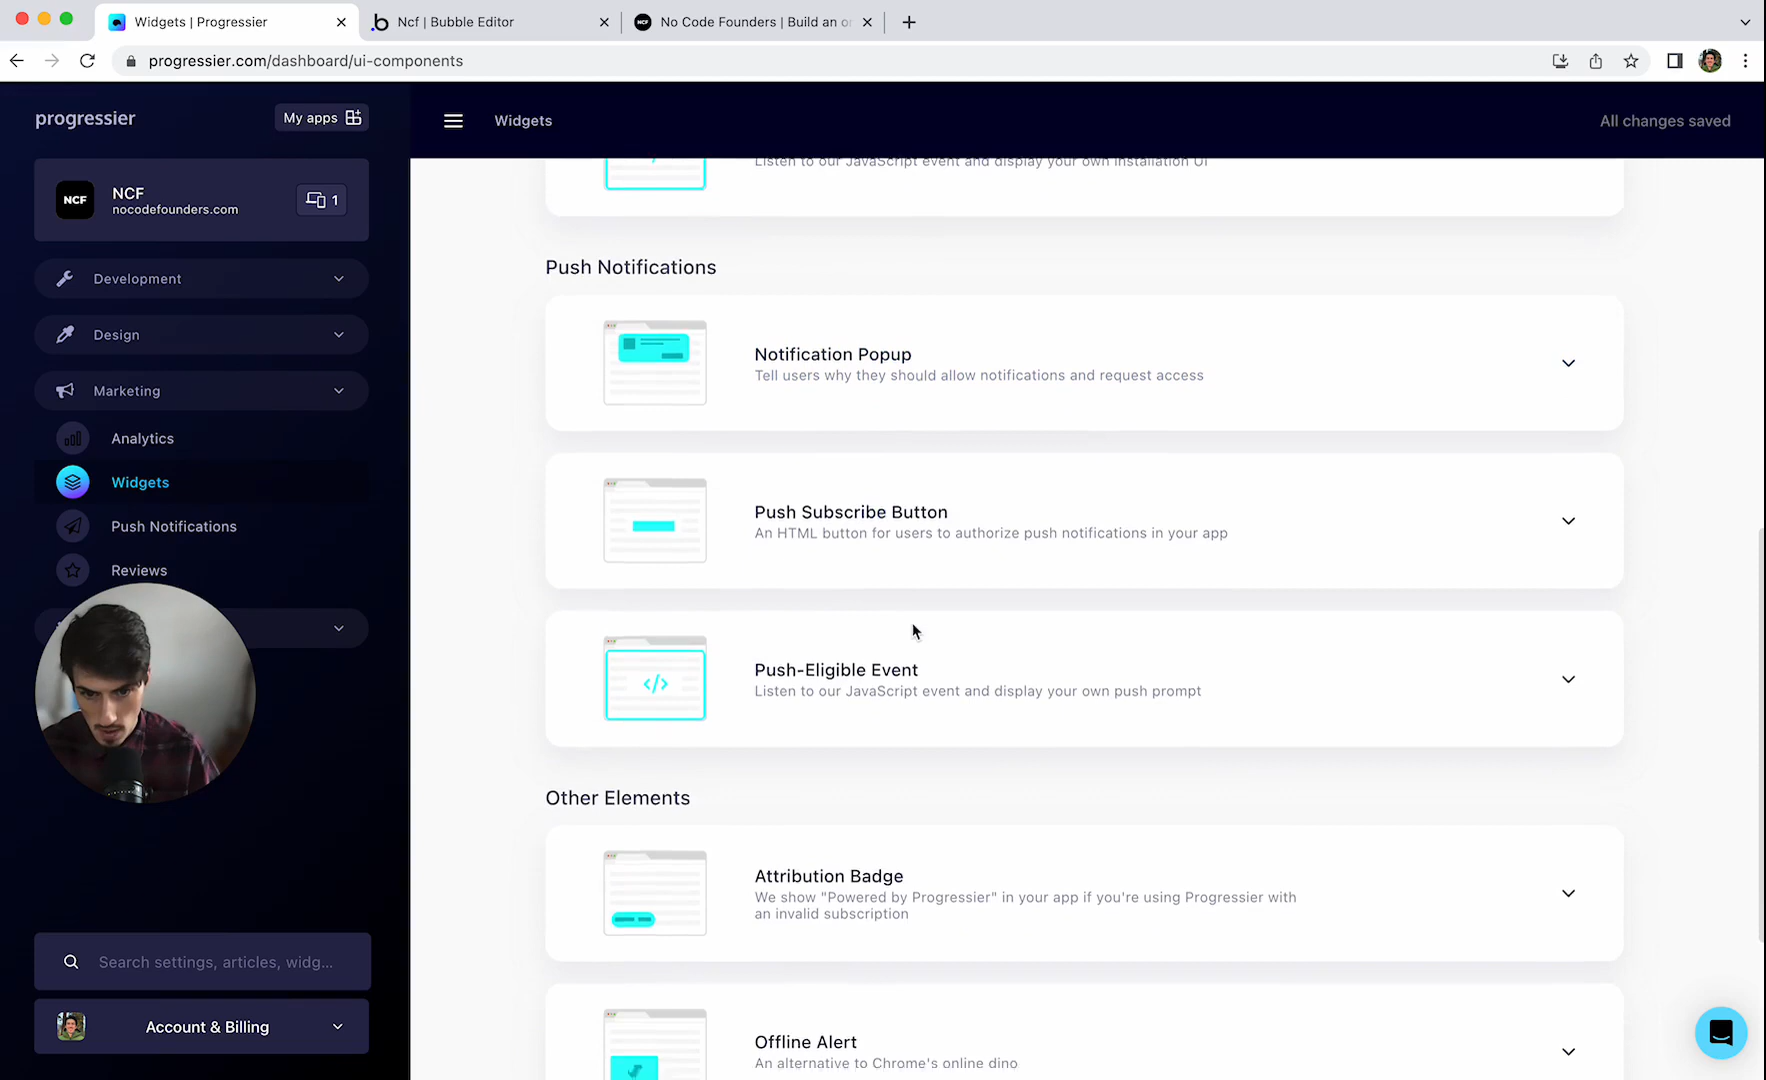 Widgets | Progressier
Ncf | Bubble Editor
No Code Founders | Build an or
progressier.com/dashboard/ui-components
progressier
My apps
Widgets
All changes saved
NCF
NCF
nocodefounders.com
1
Development
Design
Marketing
Analytics
Widgets
Push Notifications
Reviews
Search settings, articles, widg...
Account & Billing
Listen to our JavaScript event and display your own installation UI
Push Notifications
Notification Popup
Tell users why they should allow notifications and request access
Push Subscribe Button
An HTML button for users to authorize push notifications in your app
</>
Push-Eligible Event
Listen to our JavaScript event and display your own push prompt
Other Elements
Attribution Badge
We show "Powered by Progressier" in your app if you're using Progressier with
an invalid subscription
Offline Alert
An alternative to Chrome's online dino